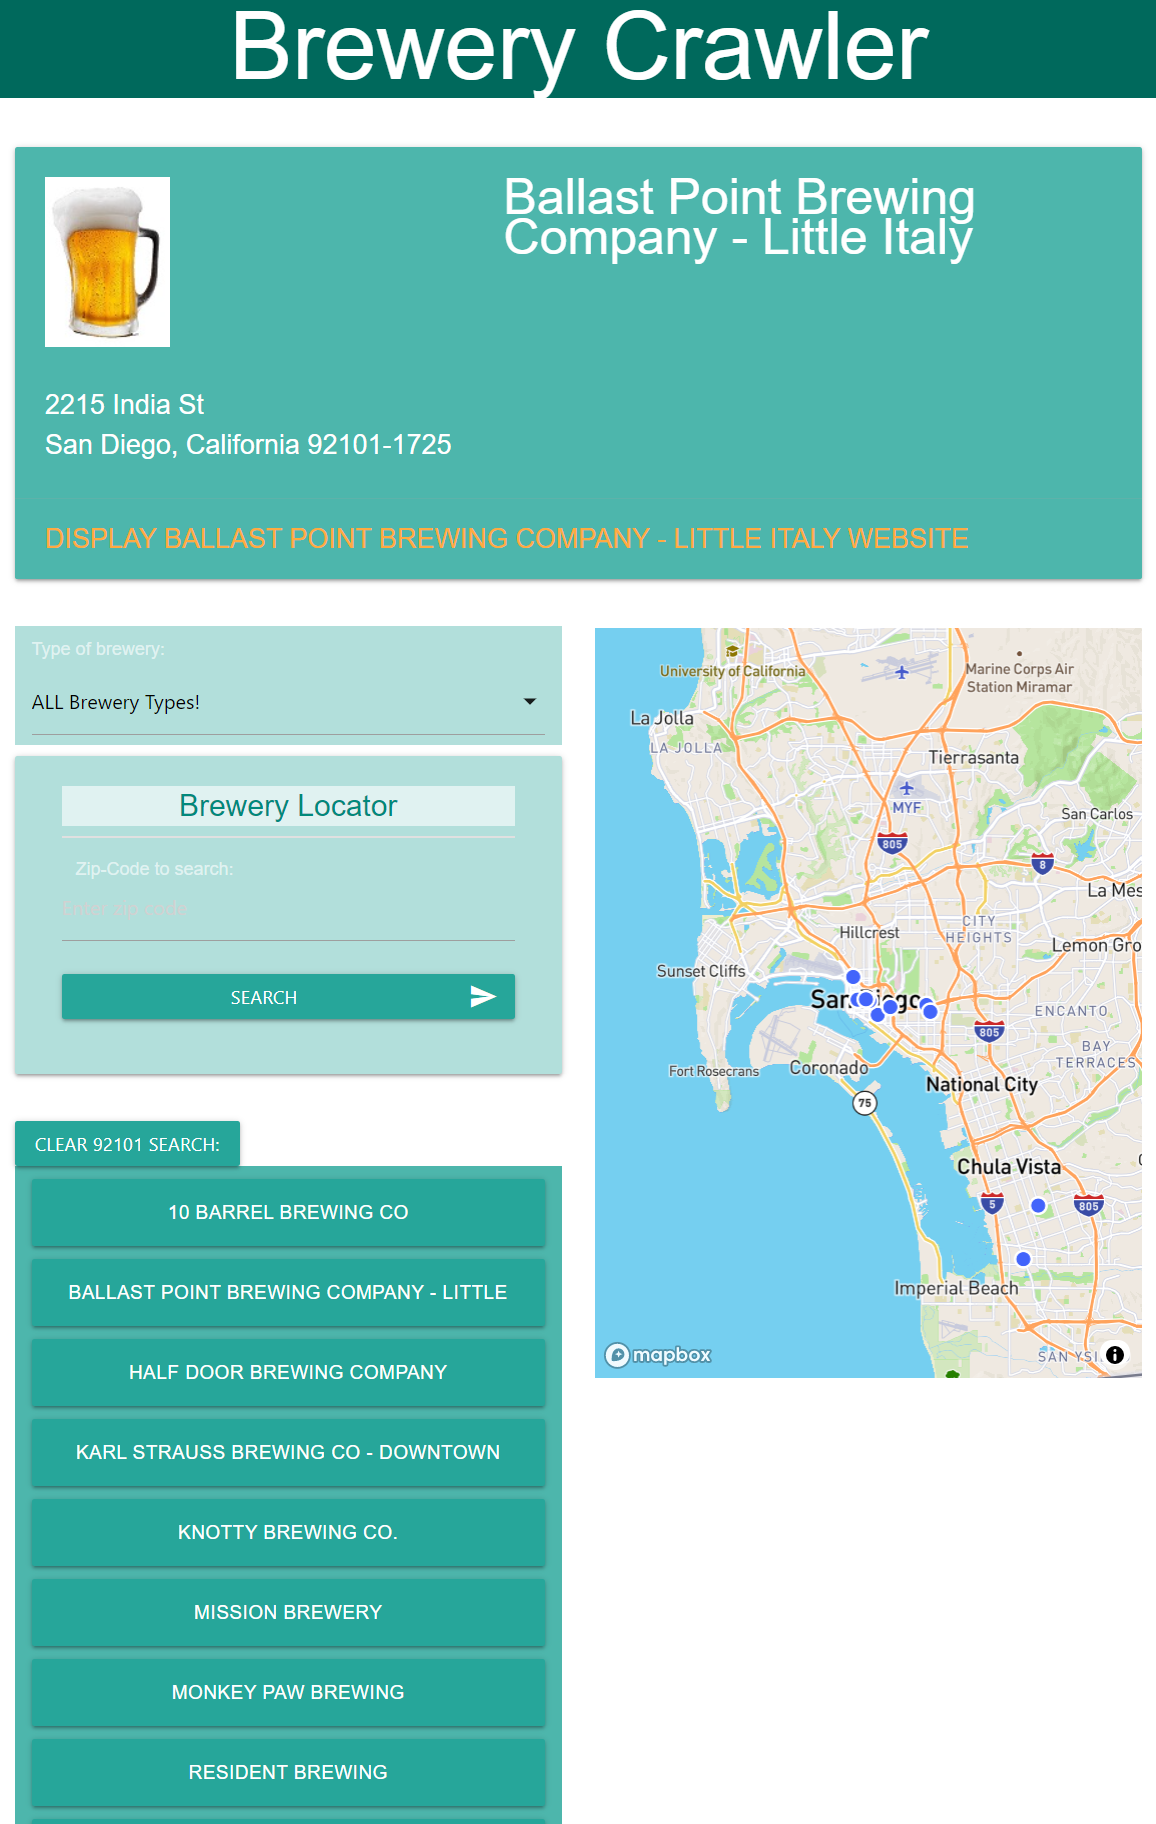 Brewery Crawler
Ballast Point Brewing
Company - Little Italy
2215 India St
San Diego, California 92101-1725
DISPLAY BALLAST POINT BREWING COMPANY - LITTLE ITALY WEBSITE
Type of brewery:
ALL Brewery Types!
Brewery Locator
Zip-Code to search:
Enter zip code
SEARCH
CLEAR 92101 SEARCH:
10 BARREL BREWING CO
BALLAST POINT BREWING COMPANY - LITTLE
HALF DOOR BREWING COMPANY
KARL STRAUSS BREWING CO - DOWNTOWN
KNOTTY BREWING CO.
MISSION BREWERY
MONKEY PAW BREWING
RESIDENT BREWING
University of California
Marine Corps Air
Station Miramar
La Jolla
LA JOLLA
Tierrasanta
MYF
San Carlos
805
8
La Mes
CITY
HEIGHTS
Hillcrest
Lemon Gro
Sunset Cliffs
San Diego
ENCANTO
805
BAY
TERRACES
Fort Rosecrans
Coronado
National City
75
Chula Vista
5
805
Imperial Beach
SAN YSI
mapbox